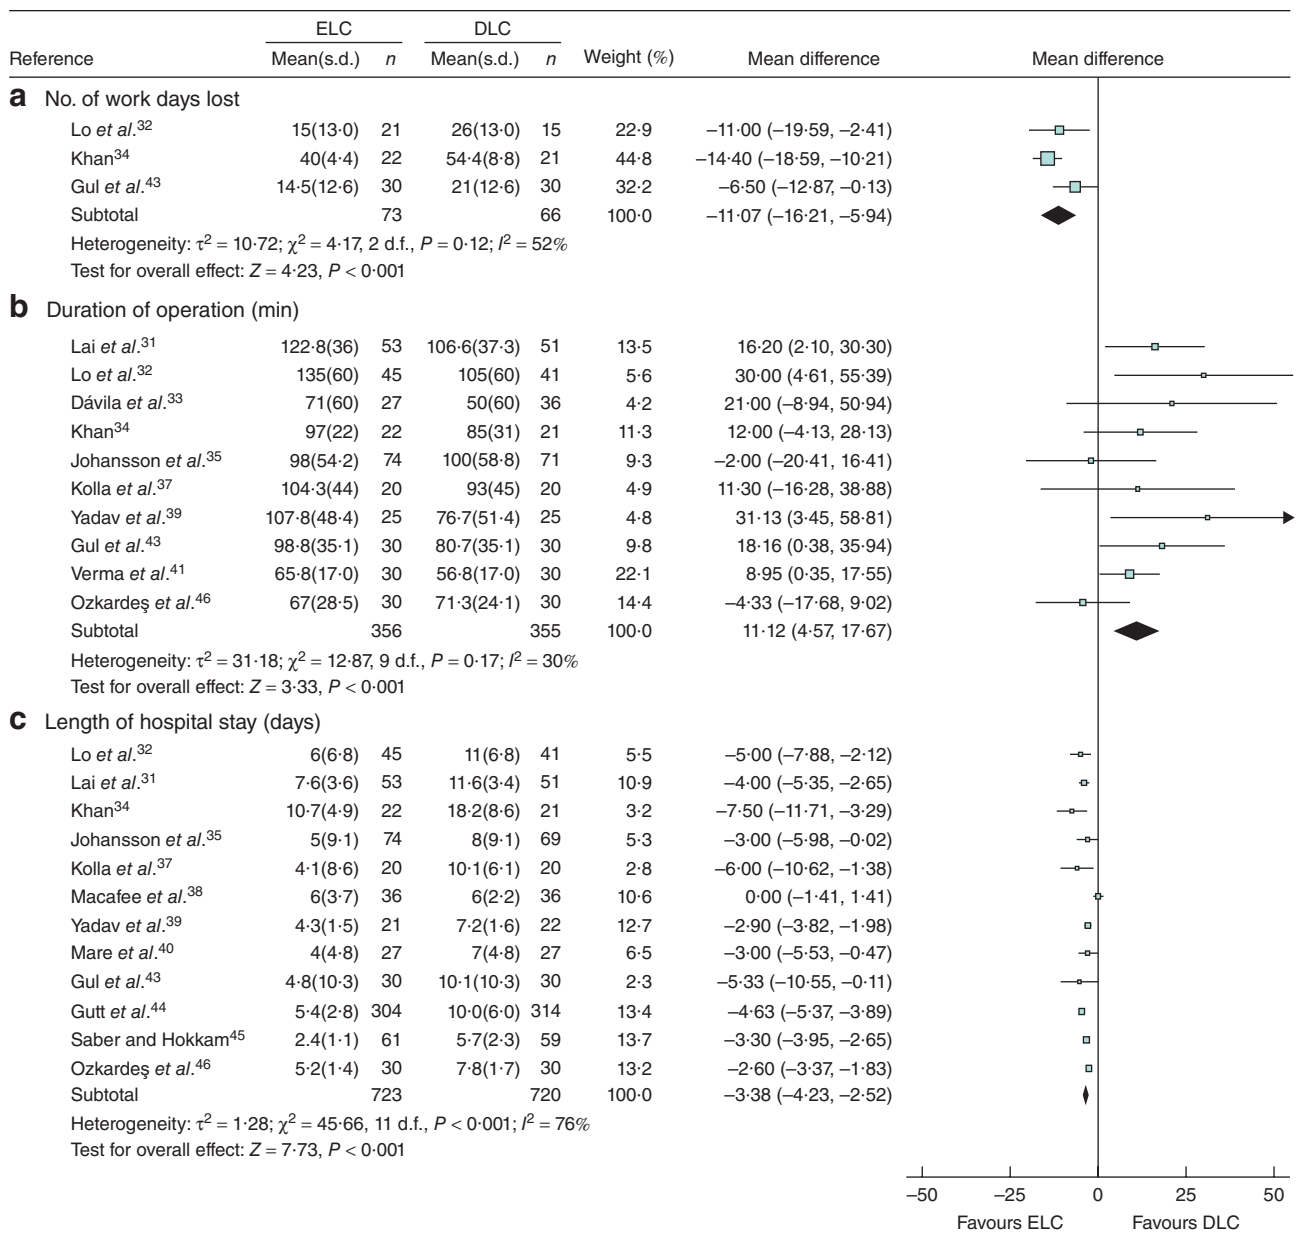 ELC DLC
Reference Mean(s.d.) n Mean(s.d.) n Weight (%) Mean difference Mean difference
a No. of work days lost
Lo et al.32 15(13·0) 21 26(13·0) 15 22·9 –11·00 (–19·59, –2·41)
Khan34 40(4·4) 22 54·4(8·8) 21 44·8 –14·40 (–18·59, –10·21)
Gul et al.43 14·5(12·6) 30 21(12·6) 30 32·2 –6·50 (–12·87, –0·13)
Subtotal 73 66 100·0 –11·07 (–16·21, –5·94)
Heterogeneity: τ2 = 10·72; χ2 = 4·17, 2 d.f., P = 0·12; I2 = 52%
Test for overall effect: Z = 4·23, P < 0·001
b Duration of operation (min)
Lai et al.31 122·8(36) 53 106·6(37·3) 51 13·5 16·20 (2·10, 30·30)
Lo et al.32 135(60) 45 105(60) 41 5·6 30·00 (4·61, 55·39)
Dávila et al.33 71(60) 27 50(60) 36 4·2 21·00 (–8·94, 50·94)
Khan34 97(22) 22 85(31) 21 11·3 12·00 (–4·13, 28·13)
Johansson et al.35 98(54·2) 74 100(58·8) 71 9·3 –2·00 (–20·41, 16·41)
Kolla et al.37 104·3(44) 20 93(45) 20 4·9 11·30 (–16·28, 38·88)
Yadav et al.39 107·8(48·4) 25 76·7(51·4) 25 4·8 31·13 (3·45, 58·81)
Gul et al.43 98·8(35·1) 30 80·7(35·1) 30 9·8 18·16 (0·38, 35·94)
Verma et al.41 65·8(17·0) 30 56·8(17·0) 30 22·1 8·95 (0·35, 17·55)
Ozkardeş et al.46 67(28·5) 30 71·3(24·1) 30 14·4 –4·33 (–17·68, 9·02)
Subtotal 356 355 100·0 11·12 (4·57, 17·67)
Heterogeneity: τ2 = 31·18; χ2 = 12·87, 9 d.f., P = 0·17; I2 = 30%
Test for overall effect: Z = 3·33, P < 0·001
c Length of hospital stay (days)
Lo et al.32 6(6·8) 45 11(6·8) 41 5·5 –5·00 (–7·88, –2·12)
Lai et al.31 7·6(3·6) 53 11·6(3·4) 51 10·9 –4·00 (–5·35, –2·65)
Khan34 10·7(4·9) 22 18·2(8·6) 21 3·2 –7·50 (–11·71, –3·29)
Johansson et al.35 5(9·1) 74 8(9·1) 69 5·3 –3·00 (–5·98, –0·02)
Kolla et al.37 4·1(8·6) 20 10·1(6·1) 20 2·8 –6·00 (–10·62, –1·38)
Macafee et al.38 6(3·7) 36 6(2·2) 36 10·6 0·00 (–1·41, 1·41)
Yadav et al.39 4·3(1·5) 21 7·2(1·6) 22 12·7 –2·90 (–3·82, –1·98)
Mare et al.40 4(4·8) 27 7(4·8) 27 6·5 –3·00 (–5·53, –0·47)
Gul et al.43 4·8(10·3) 30 10·1(10·3) 30 2·3 –5·33 (–10·55, –0·11)
Gutt et al.44 5·4(2·8) 304 10·0(6·0) 314 13·4 –4·63 (–5·37, –3·89)
Saber and Hokkam45 2·4(1·1) 61 5·7(2·3) 59 13·7 –3·30 (–3·95, –2·65)
Ozkardeş et al.46 5·2(1·4) 30 7·8(1·7) 30 13·2 –2·60 (–3·37, –1·83)
Subtotal 723 720 100·0 –3·38 (–4·23, –2·52)
Heterogeneity: τ2 = 1·28; χ2 = 45·66, 11 d.f., P < 0·001; I2 = 76%
Test for overall effect: Z = 7·73, P < 0·001
–50 –25 0 25 50
Favours ELC Favours DLC